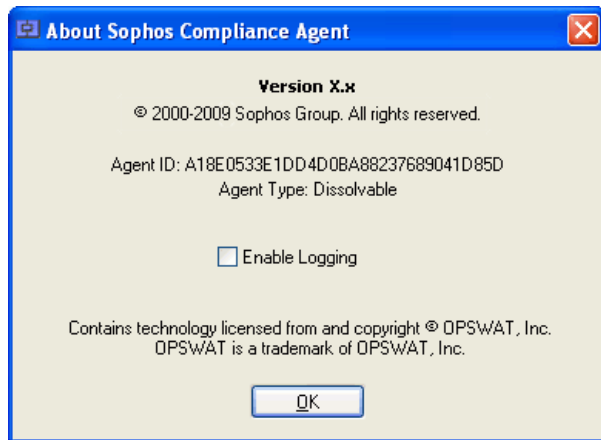 About Sophos Compliance Agent
Version X.x
© 2000-2009 Sophos Group. All rights reserved.
Agent ID: A18E0533E1DD4D0BA88237689041D85D
Agent Type: Dissolvable
Enable Logging
Contains technology licensed from and copyright © OPSWAT, Inc.
OPSWAT is a trademark of OPSWAT, Inc.
OK